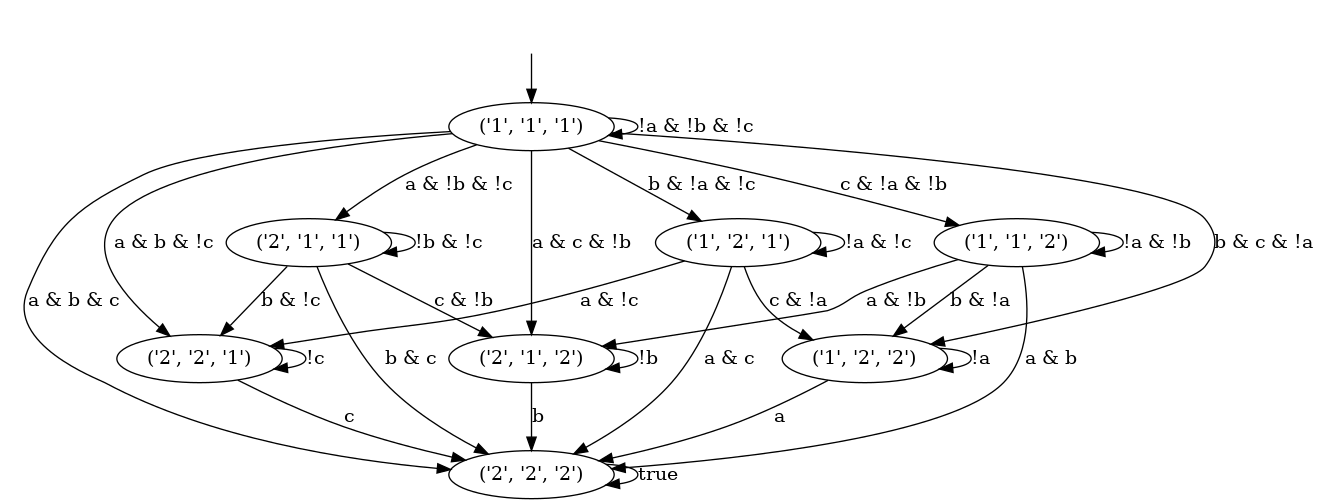 ('1', '1', '1')
!a & !b & !c
a & !b & !c
b & !a & !c
c & !a & !b
a & b & !c
('2', '1', '1')
!b & !c
a & c & !b
('1', '2', '1')
!a & !c
('1', '1', '2')
!a & !b
b & c & !a
a & b & c
b & !c
c & !b
a & !c
c & !a
a & !b
b & !a
('2', '2', '1')
!c
b & c
('2', '1', '2')
!b
a & c
('1', '2', '2')
!a
a & b
c
b
a
('2', '2', '2')
true